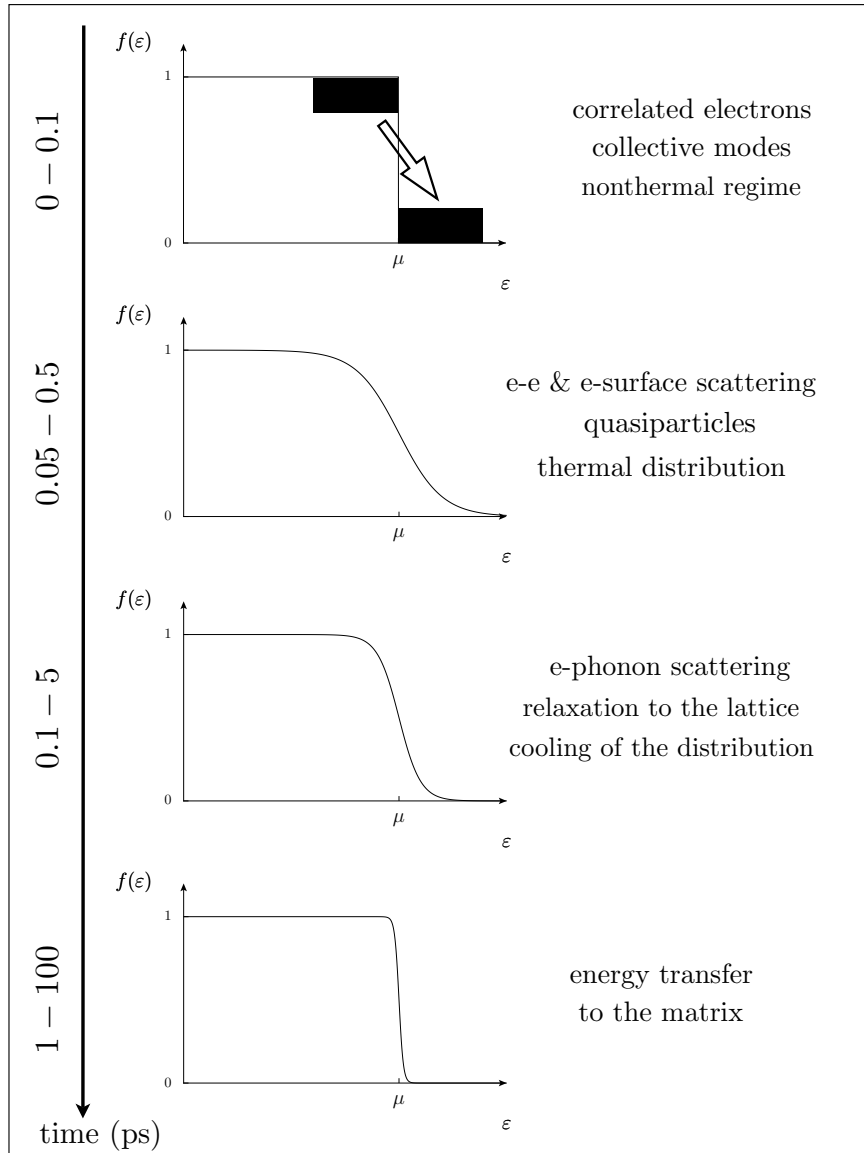 f(ε)
1
0
μ
ε
0 − 0.1
correlated electrons
collective modes
nonthermal regime
f(ε)
1
0
μ
ε
0.05 − 0.5
e-e & e-surface scattering
quasiparticles
thermal distribution
f(ε)
1
0
μ
ε
0.1 − 5
e-phonon scattering
relaxation to the lattice
cooling of the distribution
f(ε)
1
0
μ
ε
1 − 100
energy transfer
to the matrix
time (ps)